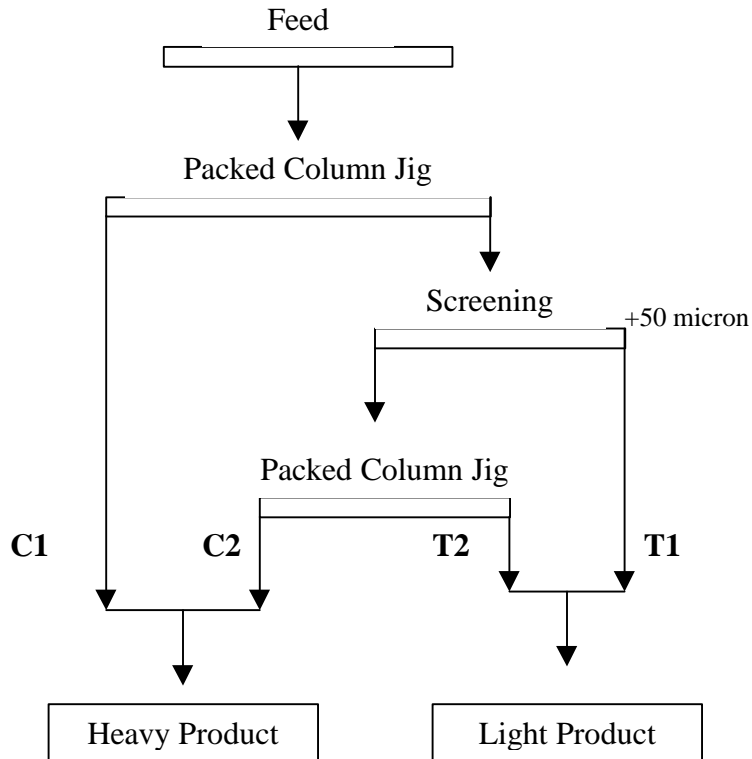 Feed
Packed Column Jig
Screening
+50 micron
Packed Column Jig
C1 C2 T2 T1
Heavy Product Light Product